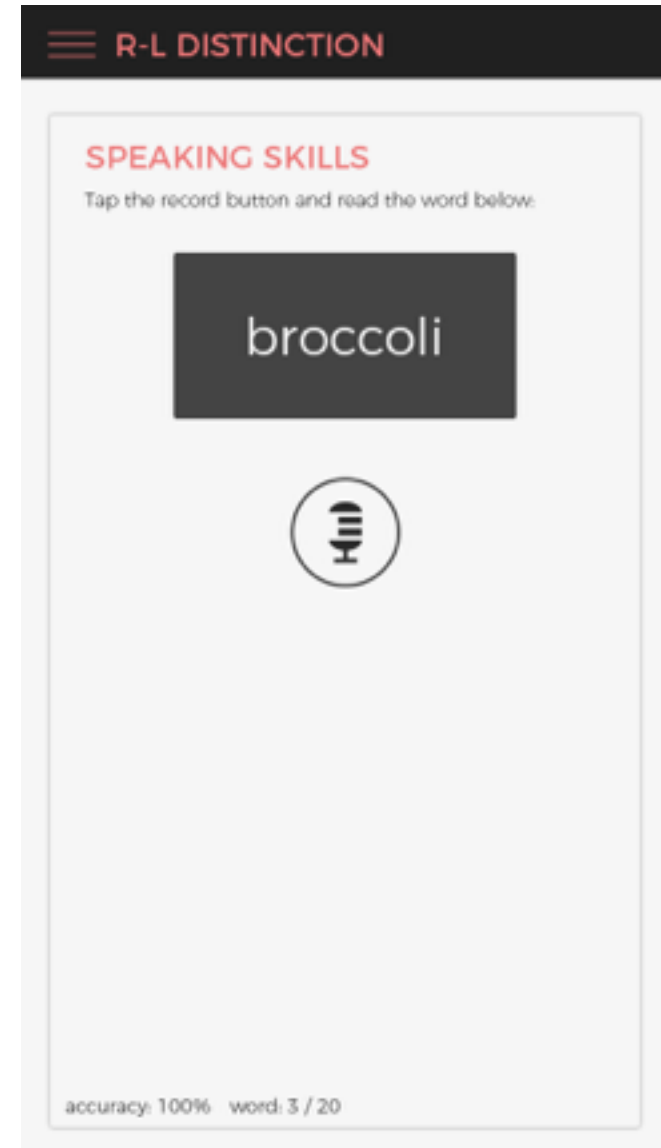 R-L DISTINCTION
SPEAKING SKILLS
Tap the record button and read the word below:
broccoli
accuracy: 100% word: 3 / 20